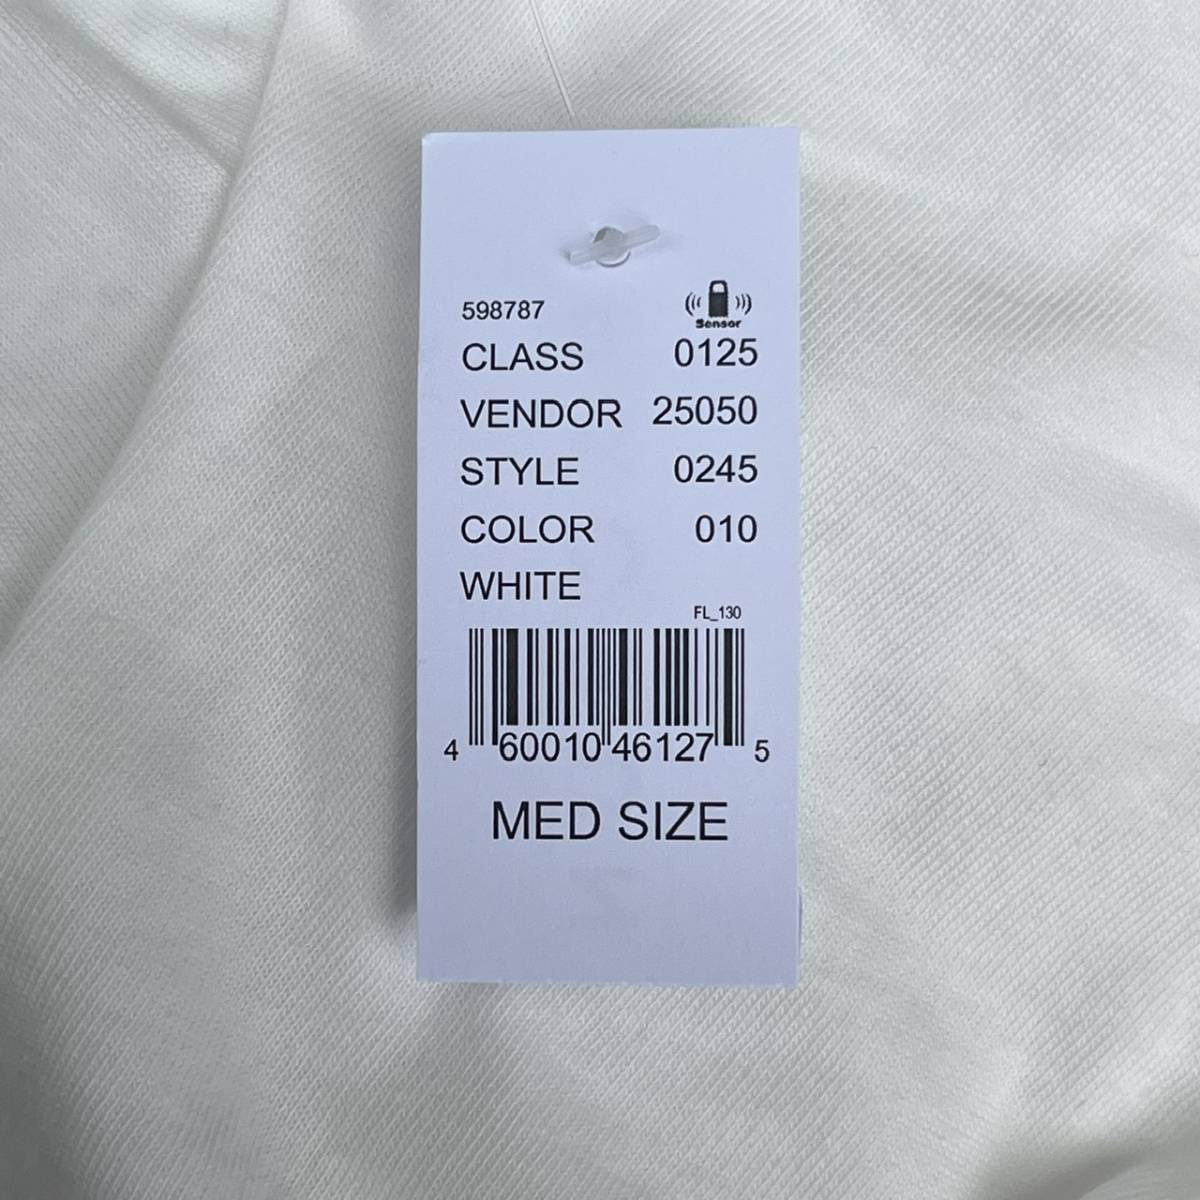 598787
Sensor
CLASS 0125
VENDOR 25050
STYLE 0245
COLOR 010
WHITE
FL_130
4 60010 46127 5
MED SIZE